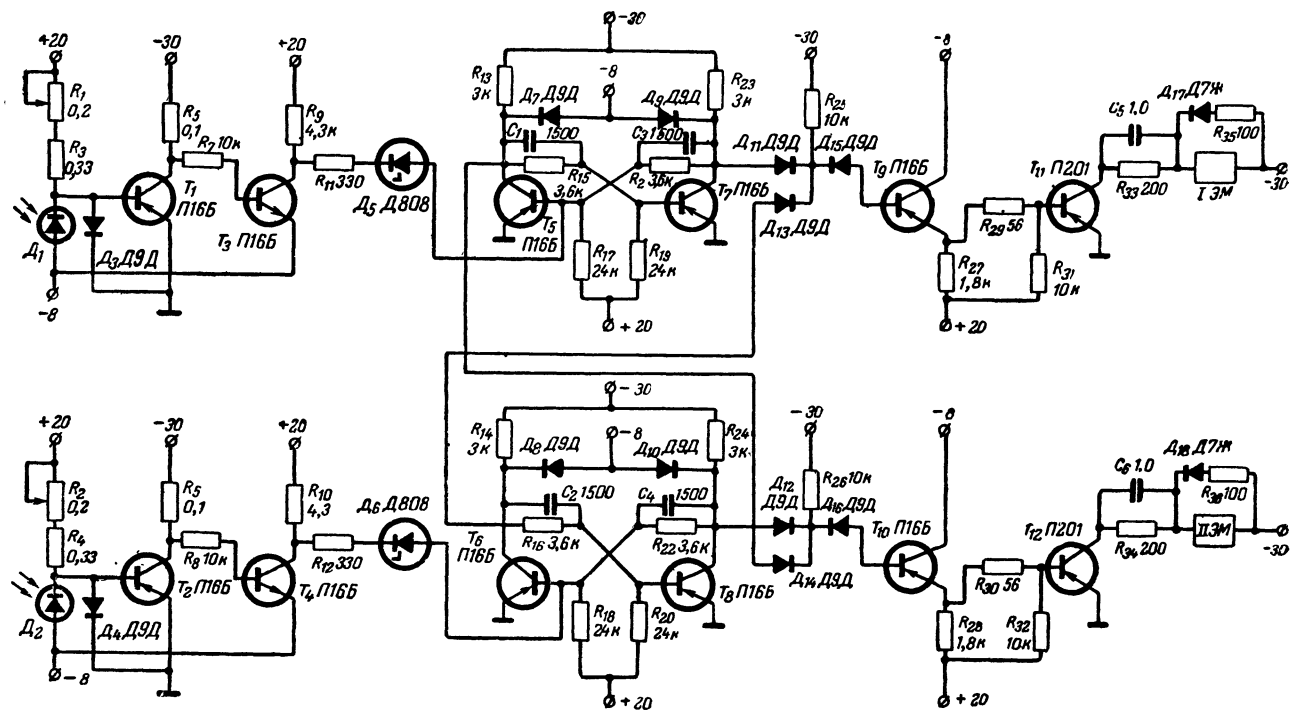 +20
R1
0,2
R3
0,33
Д1
-8
Д3 Д9Д
-30
R5
0,1
R7 10к
T1
П16Б
T3 П16Б
+20
R9
4,3к
R11 330
Д5 Д808
-30
R13
3к
Д7 Д9Д
-8
Д9 Д9Д
R23
3к
C1 1500
C3 1500
R15
3,6к
R2 3,6к
T5
П16Б
T7 П16Б
R17
24к
R19
24к
+20
-30
R25
10к
Д11 Д9Д
Д15 Д9Д
Д13 Д9Д
-8
T9 П16Б
R29 56
R27
1,8к
R31
10к
+20
T11 П201
C5 1,0
Д17 Д7Ж
R35 100
R33 200
I ЭМ
-30
+20
R2
0,2
R4
0,33
Д2
-8
Д4 Д9Д
-30
R5
0,1
R8 10к
T2 П16Б
T4 П16Б
+20
R10
4,3
R12 330
Д6 Д808
-30
R14
3к
Д8 Д9Д
-8
Д10 Д9Д
R24
3к
C2 1500
C4 1500
R16 3,6к
R22 3,6к
T6
П16Б
T8 П16Б
R18
24к
R20
24к
+20
-30
R26 10к
Д12
Д9Д
Д16 Д9Д
Д14 Д9Д
-8
T10 П16Б
R30 56
R28
1,8к
R32
10к
+20
T12 П201
C6 1,0
Д18 Д7Ж
R36 100
R34 200
II ЭМ
-30